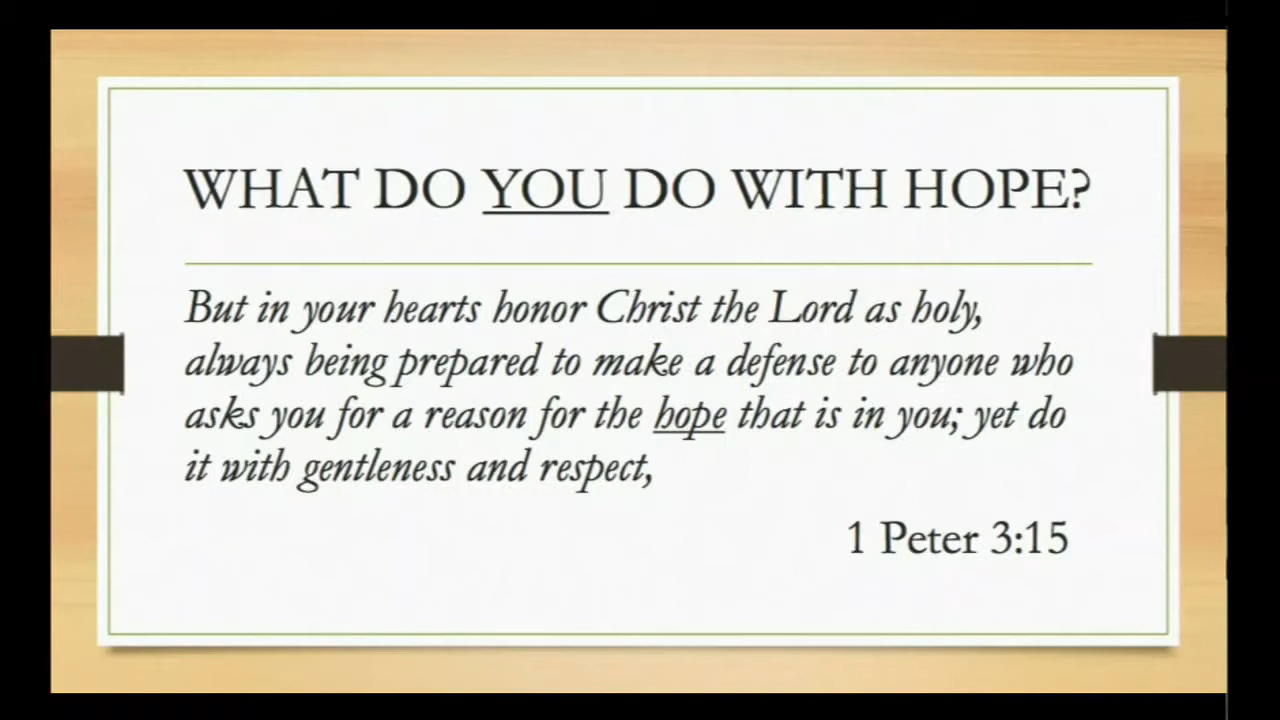 WHAT DO YOU DO WITH HOPE?
But in your hearts honor Christ the Lord as holy,
always being prepared to make a defense to anyone who
asks you for a reason for the hope that is in you; yet do
it with gentleness and respect,
1 Peter 3:15